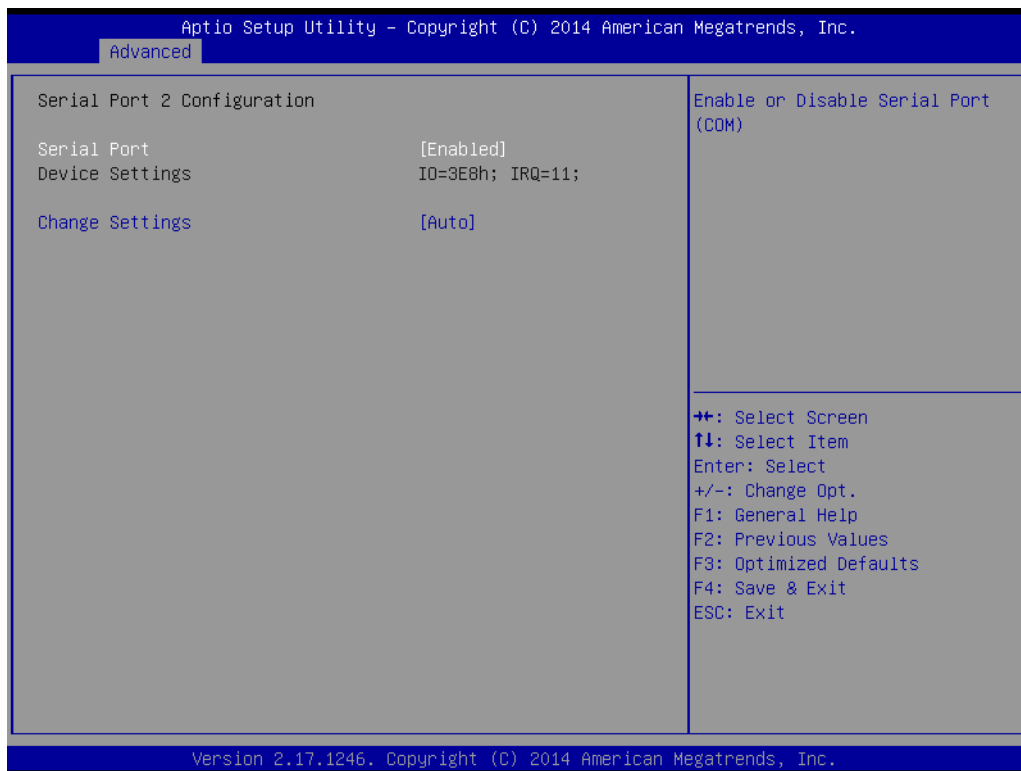 Aptio Setup Utility – Copyright (C) 2014 American Megatrends, Inc.
Advanced
Serial Port 2 Configuration
Serial Port [Enabled]
Device Settings IO=3E8h; IRQ=11;
Change Settings [Auto]
Enable or Disable Serial Port
(COM)
→←: Select Screen
↑↓: Select Item
Enter: Select
+/-: Change Opt.
F1: General Help
F2: Previous Values
F3: Optimized Defaults
F4: Save & Exit
ESC: Exit
Version 2.17.1246. Copyright (C) 2014 American Megatrends, Inc.